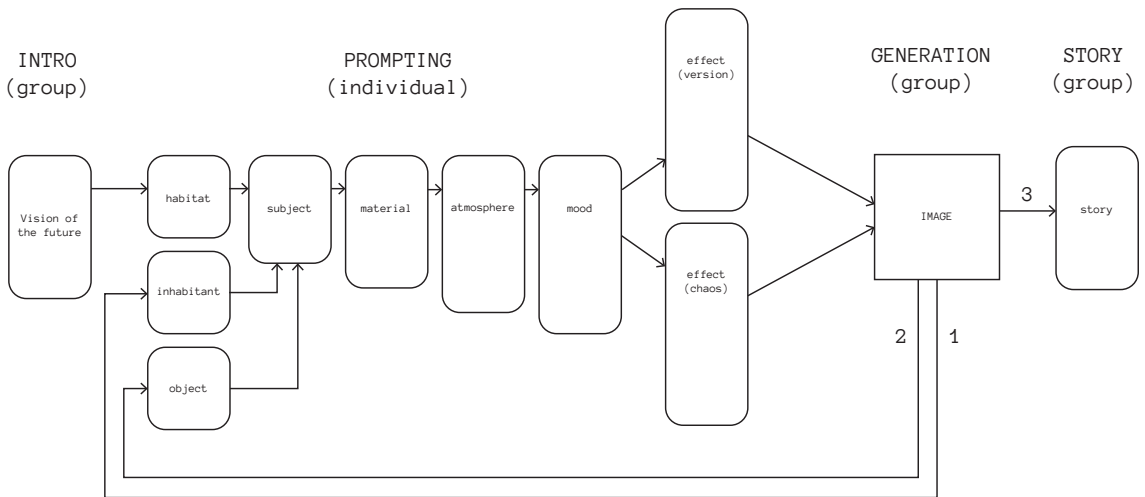 INTRO
(group)
PROMPTING
(individual)
GENERATION
(group)
STORY
(group)
Vision of
the future
habitat
inhabitant
object
subject
material
atmosphere
mood
effect
(version)
effect
(chaos)
IMAGE
3
story
2
1